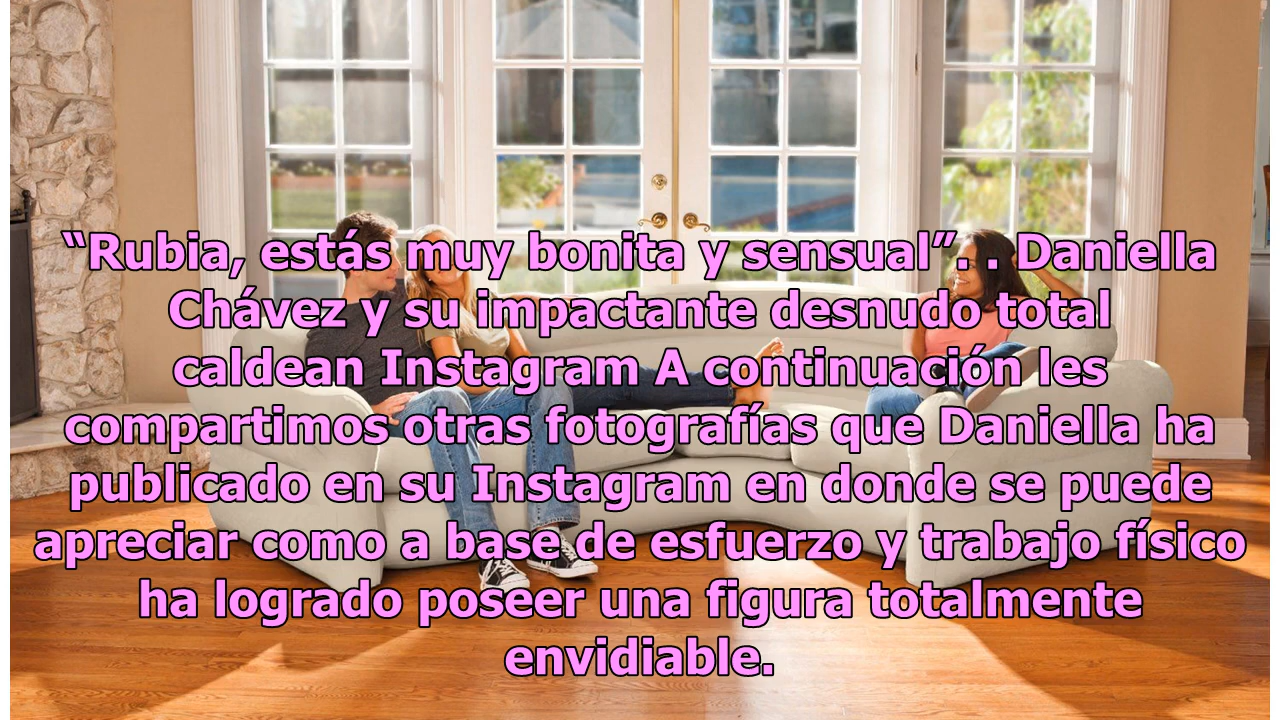 “Rubia, estás muy bonita y sensual”. . Daniella
Chávez y su impactante desnudo total
caldean Instagram A continuación les
compartimos otras fotografías que Daniella ha
publicado en su Instagram en donde se puede
apreciar como a base de esfuerzo y trabajo físico
ha logrado poseer una figura totalmente
envidiable.